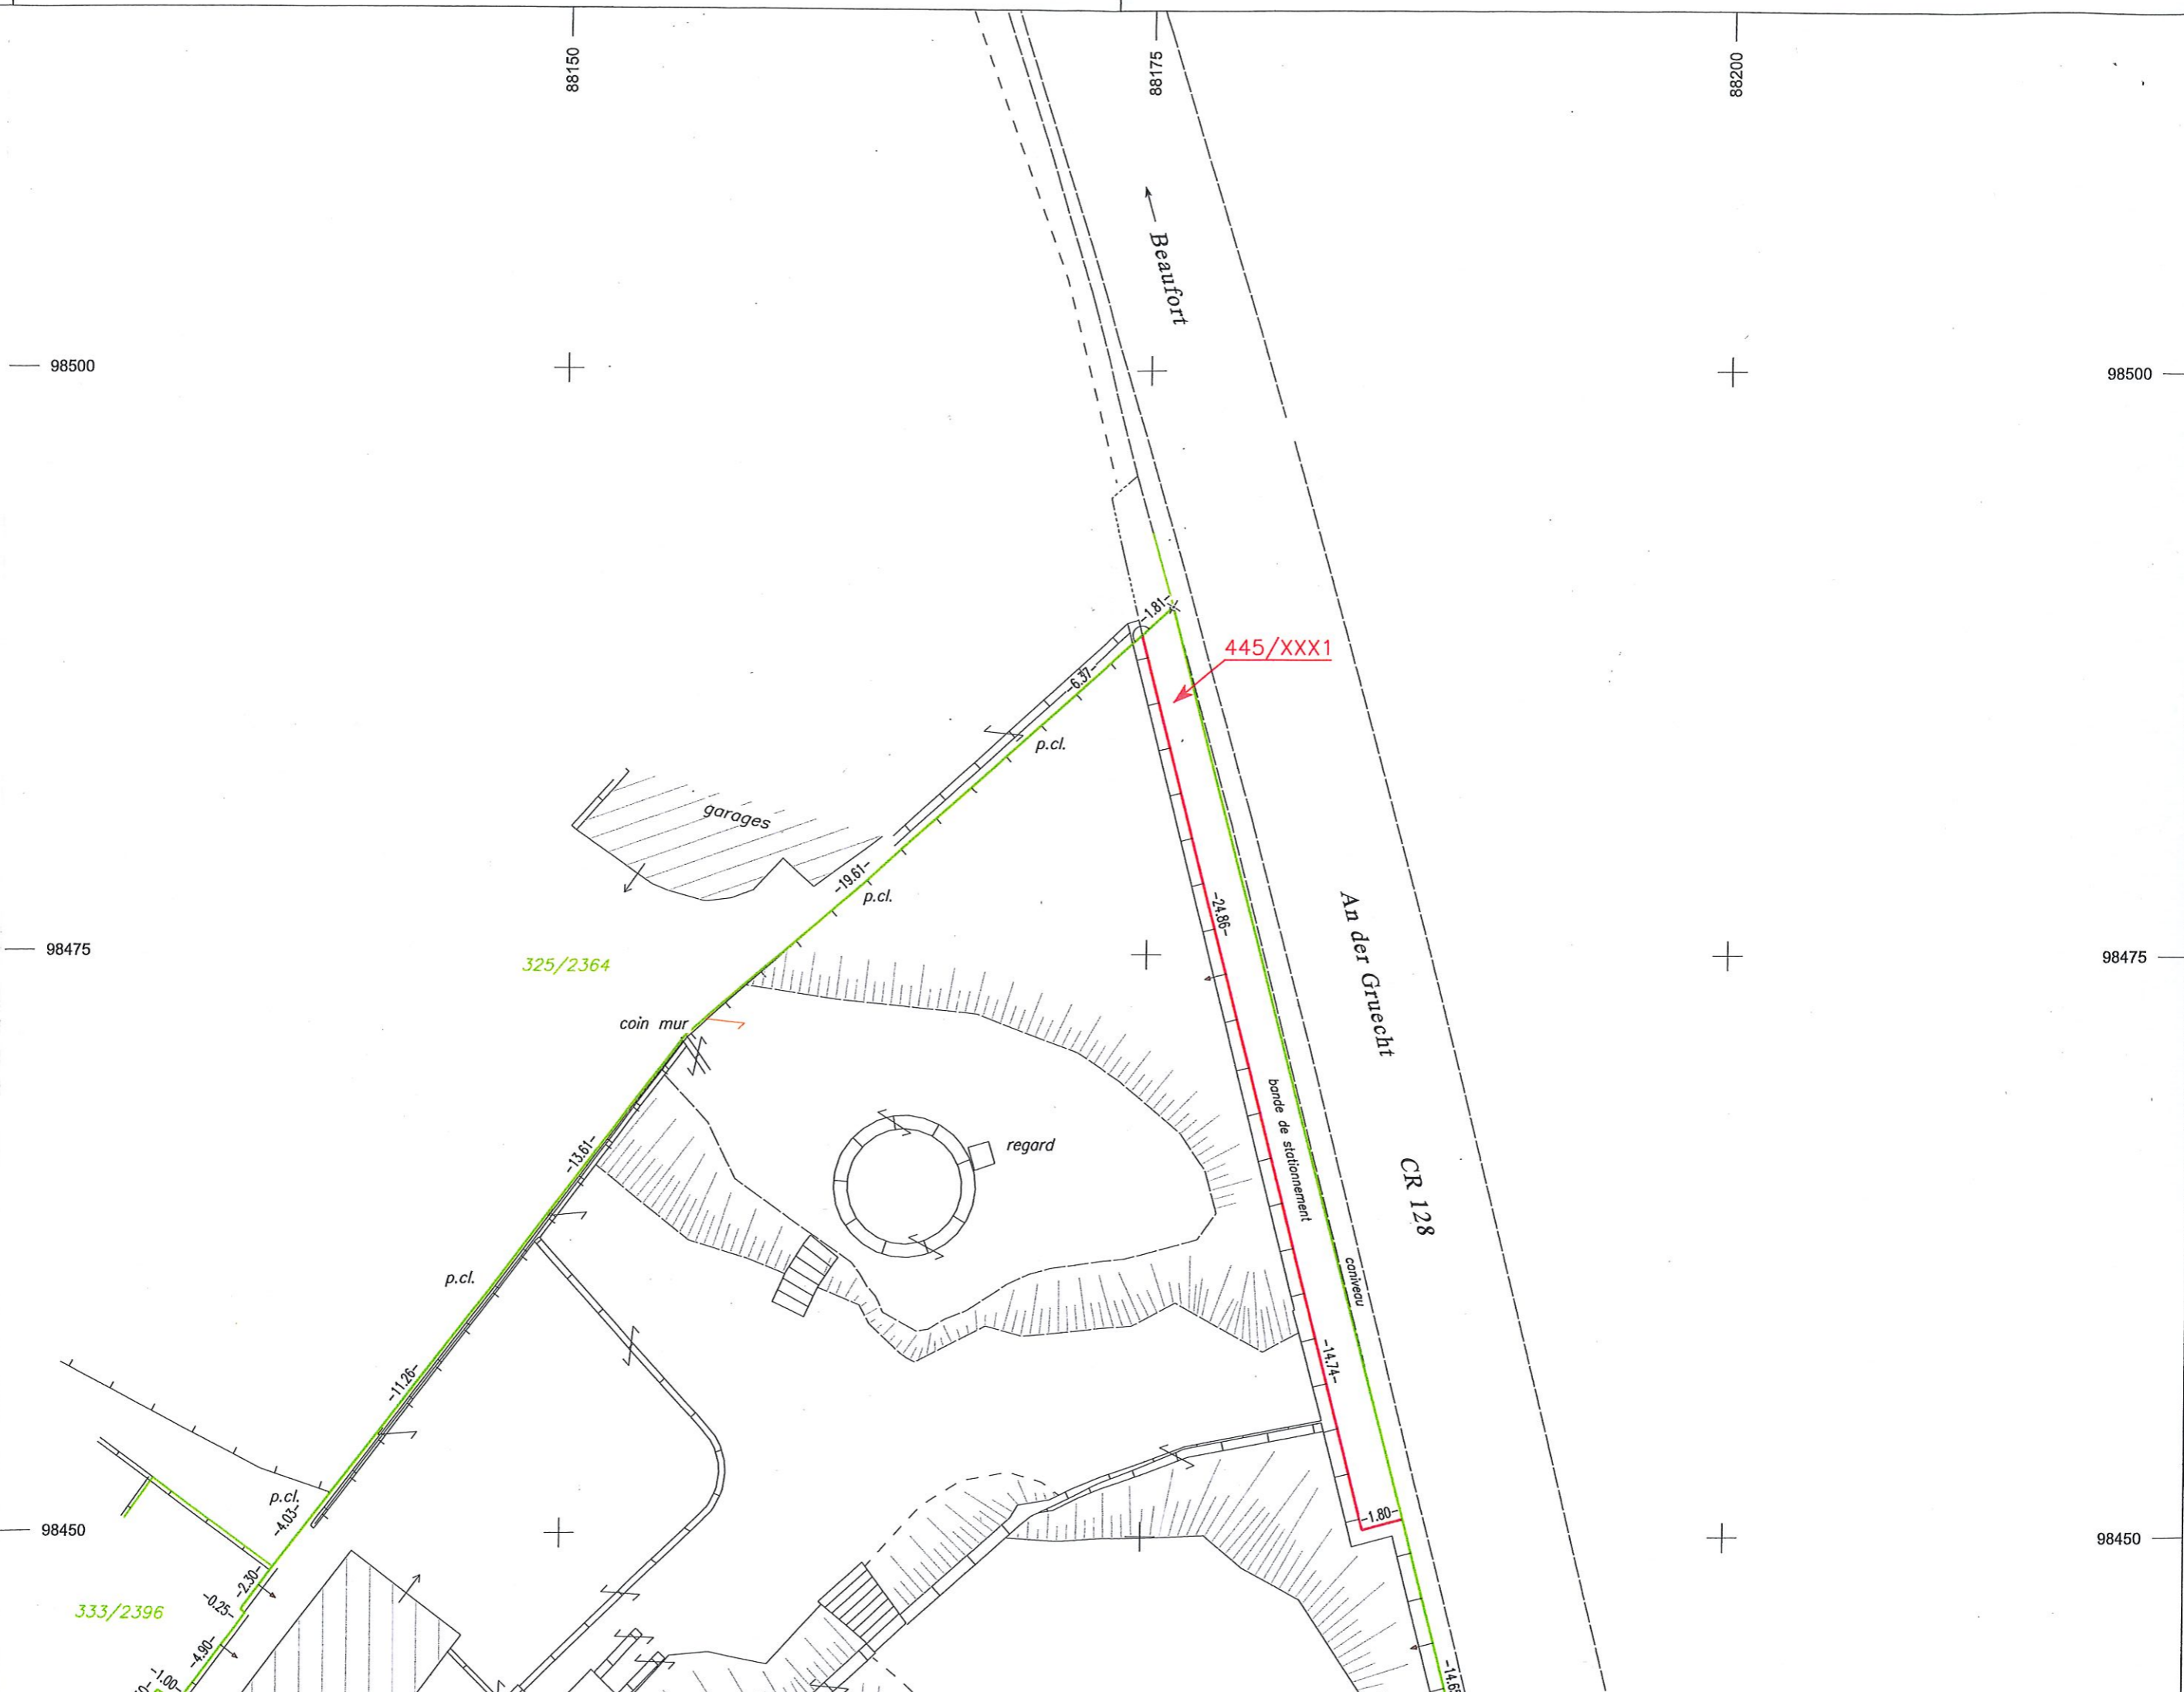 88150
88175
88200
Beaufort
98500
98500
-1.81-
445/XXX1
-6.37-
p.cl.
garages
-19.61-
p.cl.
-24.86-
An der Gruecht
98475
98475
325/2364
coin mur
bande de stationnement
regard
-13.61-
CR 128
p.cl.
caniveau
-14.74-
-11.26-
p.cl.
-4.03-
-1.80-
98450
98450
-2.30-
-0.25-
333/2396
-4.90-
-1.00-